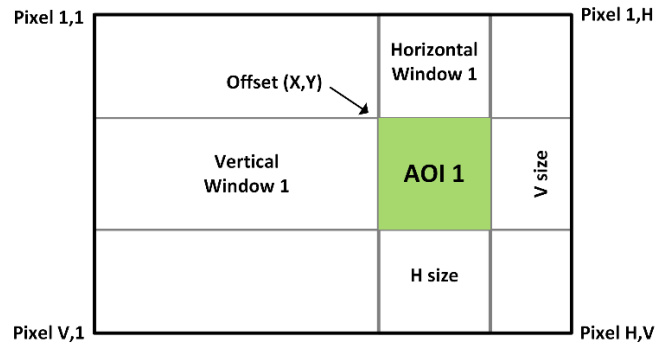 Pixel 1,1
Pixel 1,H
Horizontal
Window 1
Offset (X,Y)
Vertical
Window 1
AOI 1
V size
H size
Pixel V,1
Pixel H,V